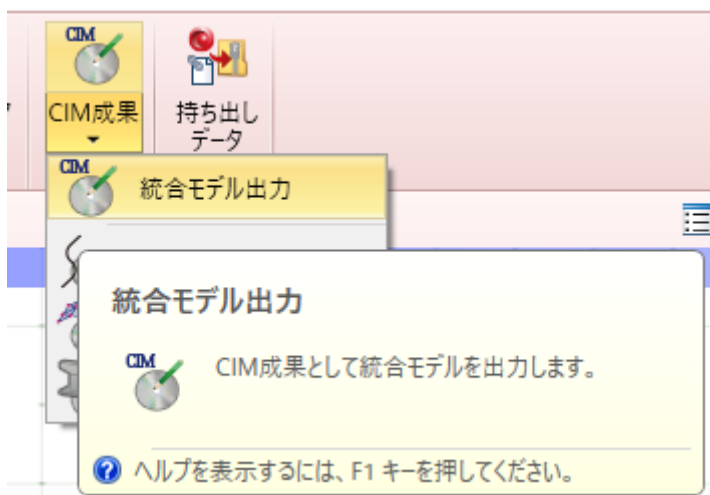 CIM
CIM成果
持ち出し
データ
CIM
統合モデル出力
統合モデル出力
CIM
CIM成果として統合モデルを出力します。
ヘルプを表示するには、F1 キーを押してください。